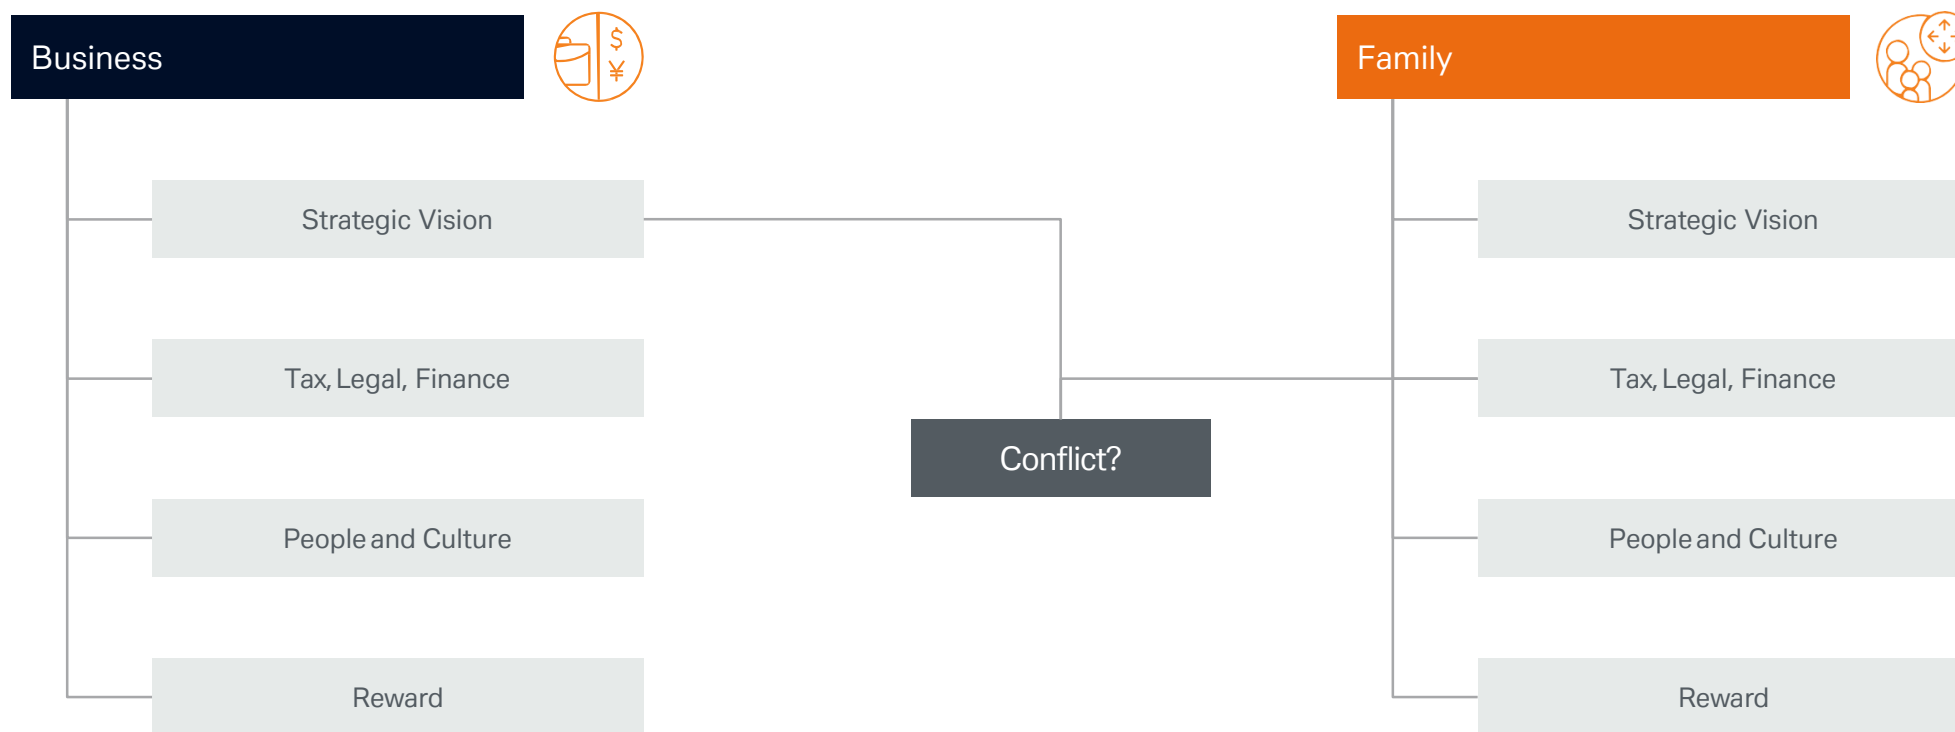 Business
$
¥
Strategic Vision
Tax, Legal, Finance
People and Culture
Reward
Conflict?
Family
Strategic Vision
Tax, Legal, Finance
People and Culture
Reward